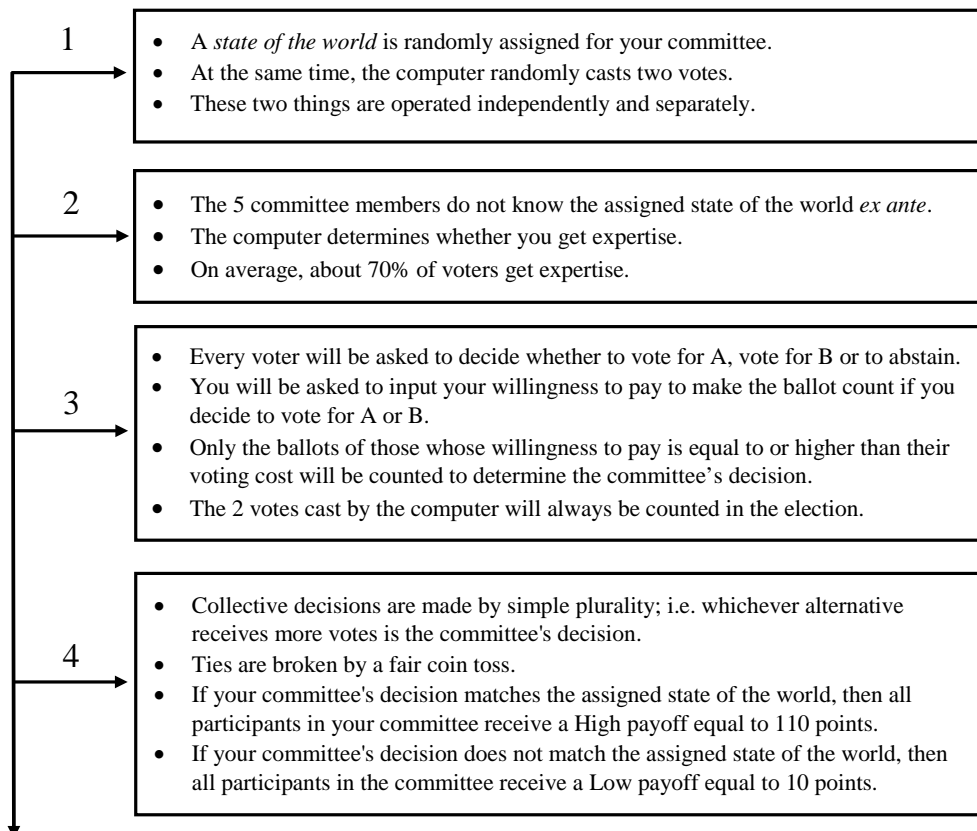 1
• A state of the world is randomly assigned for your committee.
• At the same time, the computer randomly casts two votes.
• These two things are operated independently and separately.
2
• The 5 committee members do not know the assigned state of the world ex ante.
• The computer determines whether you get expertise.
• On average, about 70% of voters get expertise.
3
• Every voter will be asked to decide whether to vote for A, vote for B or to abstain.
• You will be asked to input your willingness to pay to make the ballot count if you
decide to vote for A or B.
• Only the ballots of those whose willingness to pay is equal to or higher than their
voting cost will be counted to determine the committee’s decision.
• The 2 votes cast by the computer will always be counted in the election.
4
• Collective decisions are made by simple plurality; i.e. whichever alternative
receives more votes is the committee's decision.
• Ties are broken by a fair coin toss.
• If your committee's decision matches the assigned state of the world, then all
participants in your committee receive a High payoff equal to 110 points.
• If your committee's decision does not match the assigned state of the world, then
all participants in the committee receive a Low payoff equal to 10 points.